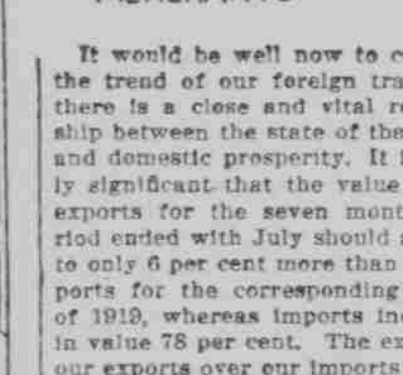 It would be well now to c
the trend of our foreign tra
there is a close and vital re
ship between the state of tha
and domestic prosperity. It i
ly significant that the value
exports for the seven mont
riod ended with July should a
to only 6 per cent more than
ports for the corresponding
of 1919, whereas imports in
in value 78 per cent. The ex
our exports over our imports